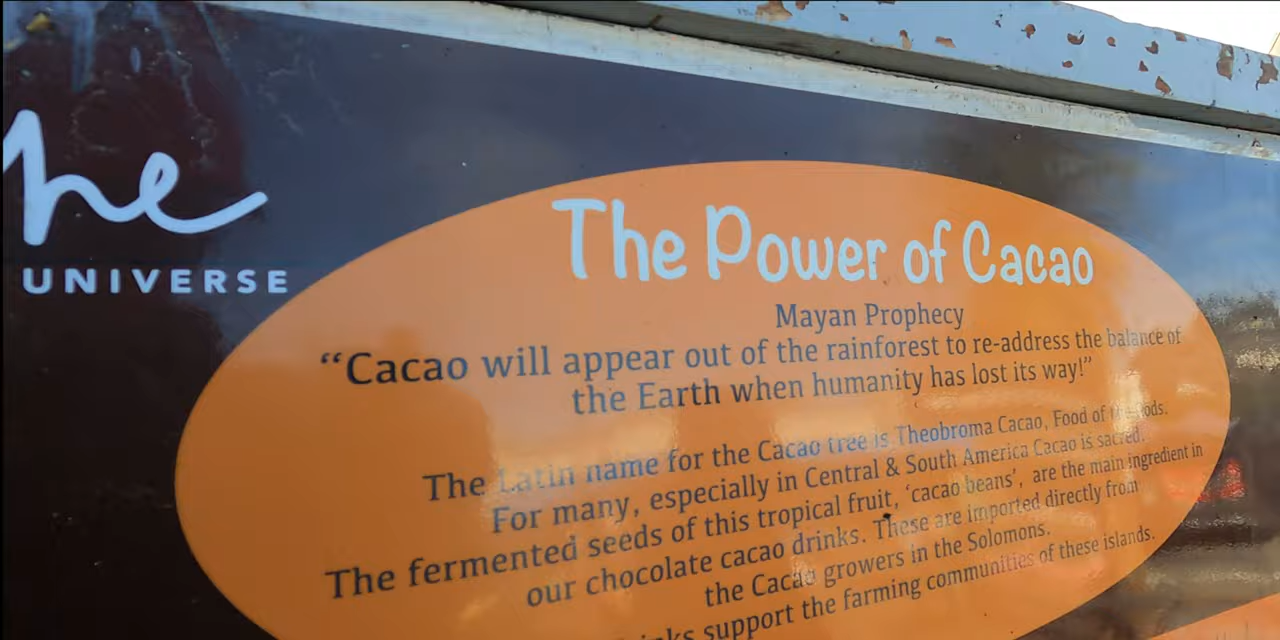 he
UNIVERSE
The Power of Cacao
Mayan Prophecy
“Cacao will appear out of the rainforest to re-address the balance of
the Earth when humanity has lost its way!”
The Latin name for the Cacao tree is Theobroma Cacao, Food of the Gods.
For many, especially in Central & South America Cacao is sacred.
The fermented seeds of this tropical fruit, ‘cacao beans’, are the main ingredient in
our chocolate cacao drinks. These are imported directly from
the Cacao growers in the Solomons.
support the farming communities of these islands.